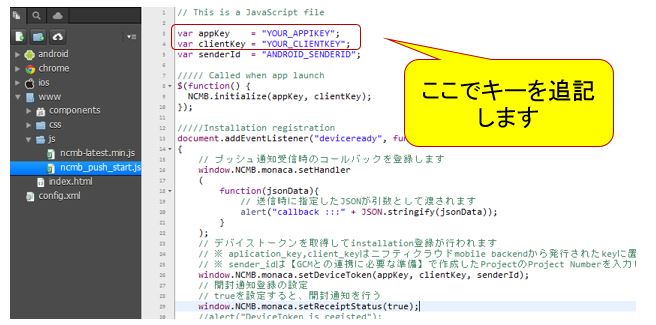 android
chrome
ios
www
components
css
js
ncmb-latest.min.js
ncmb_push_start.js
index.html
config.xml
1 // This is a JavaScript file
2
3 var appKey = "YOUR_APPIKEY";
4 var clientKey = "YOUR_CLIENTKEY";
5 var senderId = "ANDROID_SENDERID";
6
7 ///// Called when app launch
8 $(function() {
9 NCMB.initialize(appKey, clientKey);
10 });
11
12 /////Installation registration
13 document.addEventListener("deviceready", fu
14 {
15 // プッシュ通知受信時のコールバックを登録します
16 window.NCMB.monaca.setHandler
17 (
18 function(jsonData){
19 // 送信時に指定したJSONが引数として渡されます
20 alert("callback :::" + JSON.stringify(jsonData));
21 }
22 );
23 // デバイストークンを取得してinstallation登録が行われます
24 // ※ aplication_key,client_keyはニフティクラウドmobile backendから発行されたkeyに置
25 // ※ sender_idは【GCMとの連携に必要な準備】で作成したProjectのProject Numberを入力
26 window.NCMB.monaca.setDeviceToken(appKey, clientKey, senderId);
27 // 開封通知登録の設定
28 // trueを設定すると、開封通知を行う
29 window.NCMB.monaca.setReceiptStatus(true);
30 //alert("DeviceToken is registed");
ここでキーを追記
します